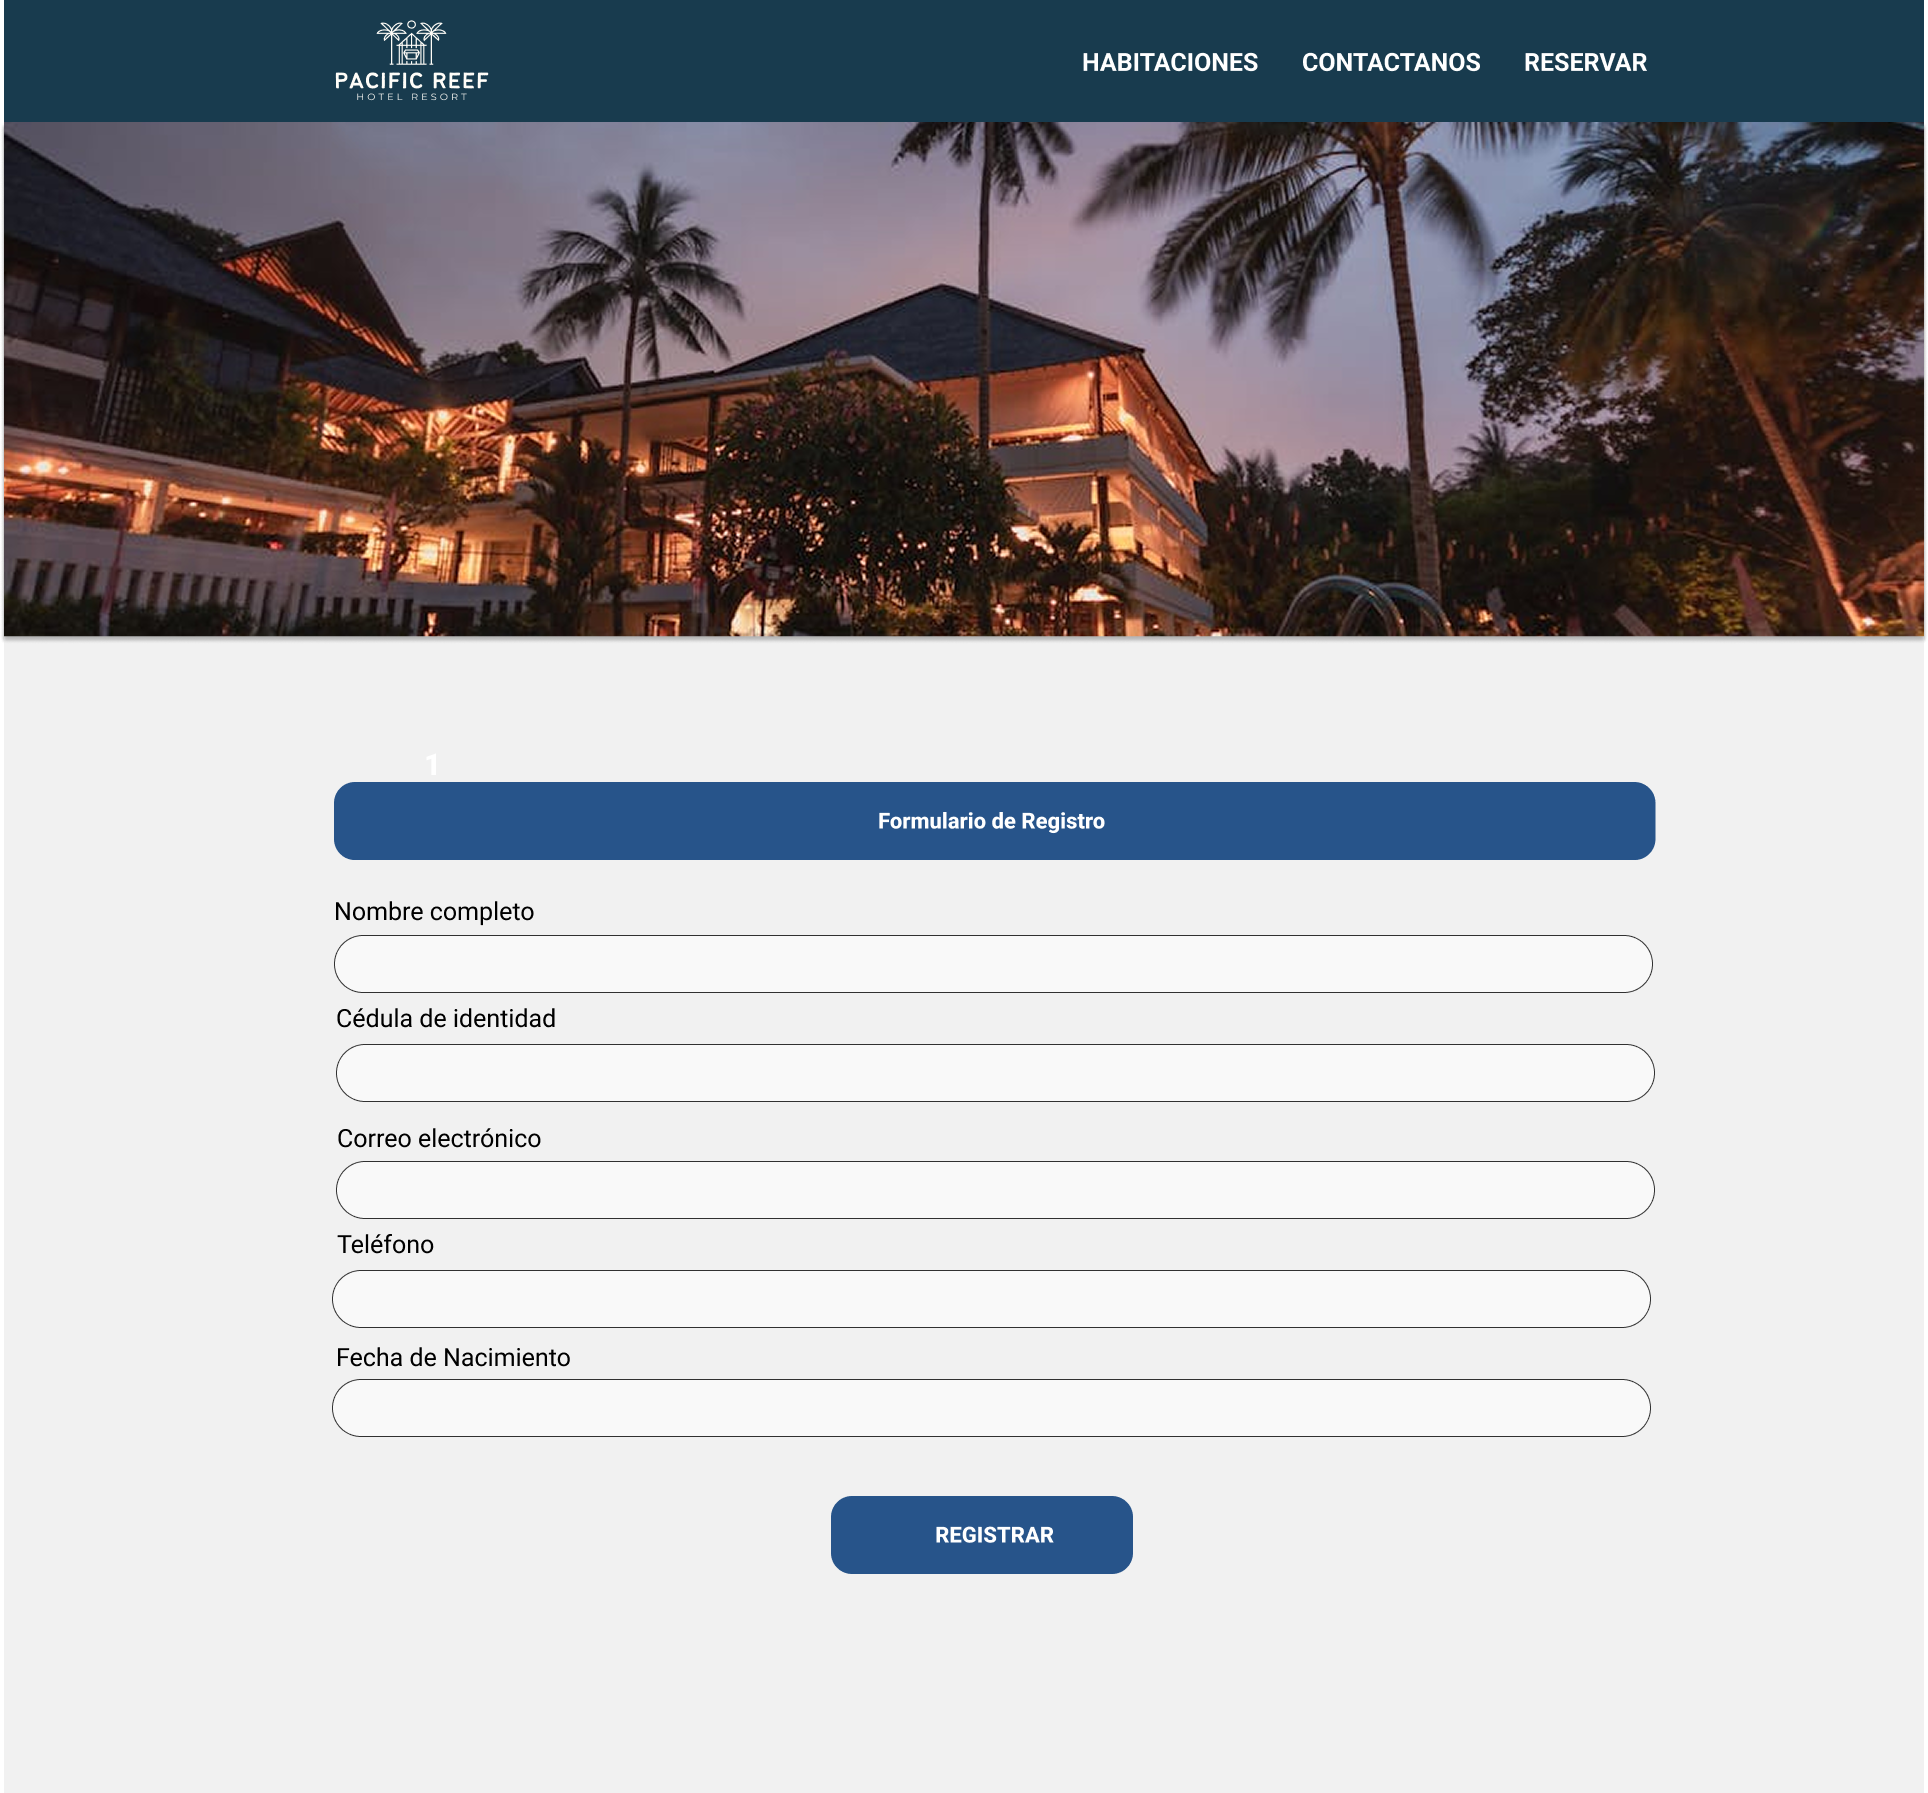 PACIFIC REEF
HOTEL RESORT
HABITACIONES CONTACTANOS RESERVAR
1
Formulario de Registro
Nombre completo
Cédula de identidad
Correo electrónico
Teléfono
Fecha de Nacimiento
REGISTRAR